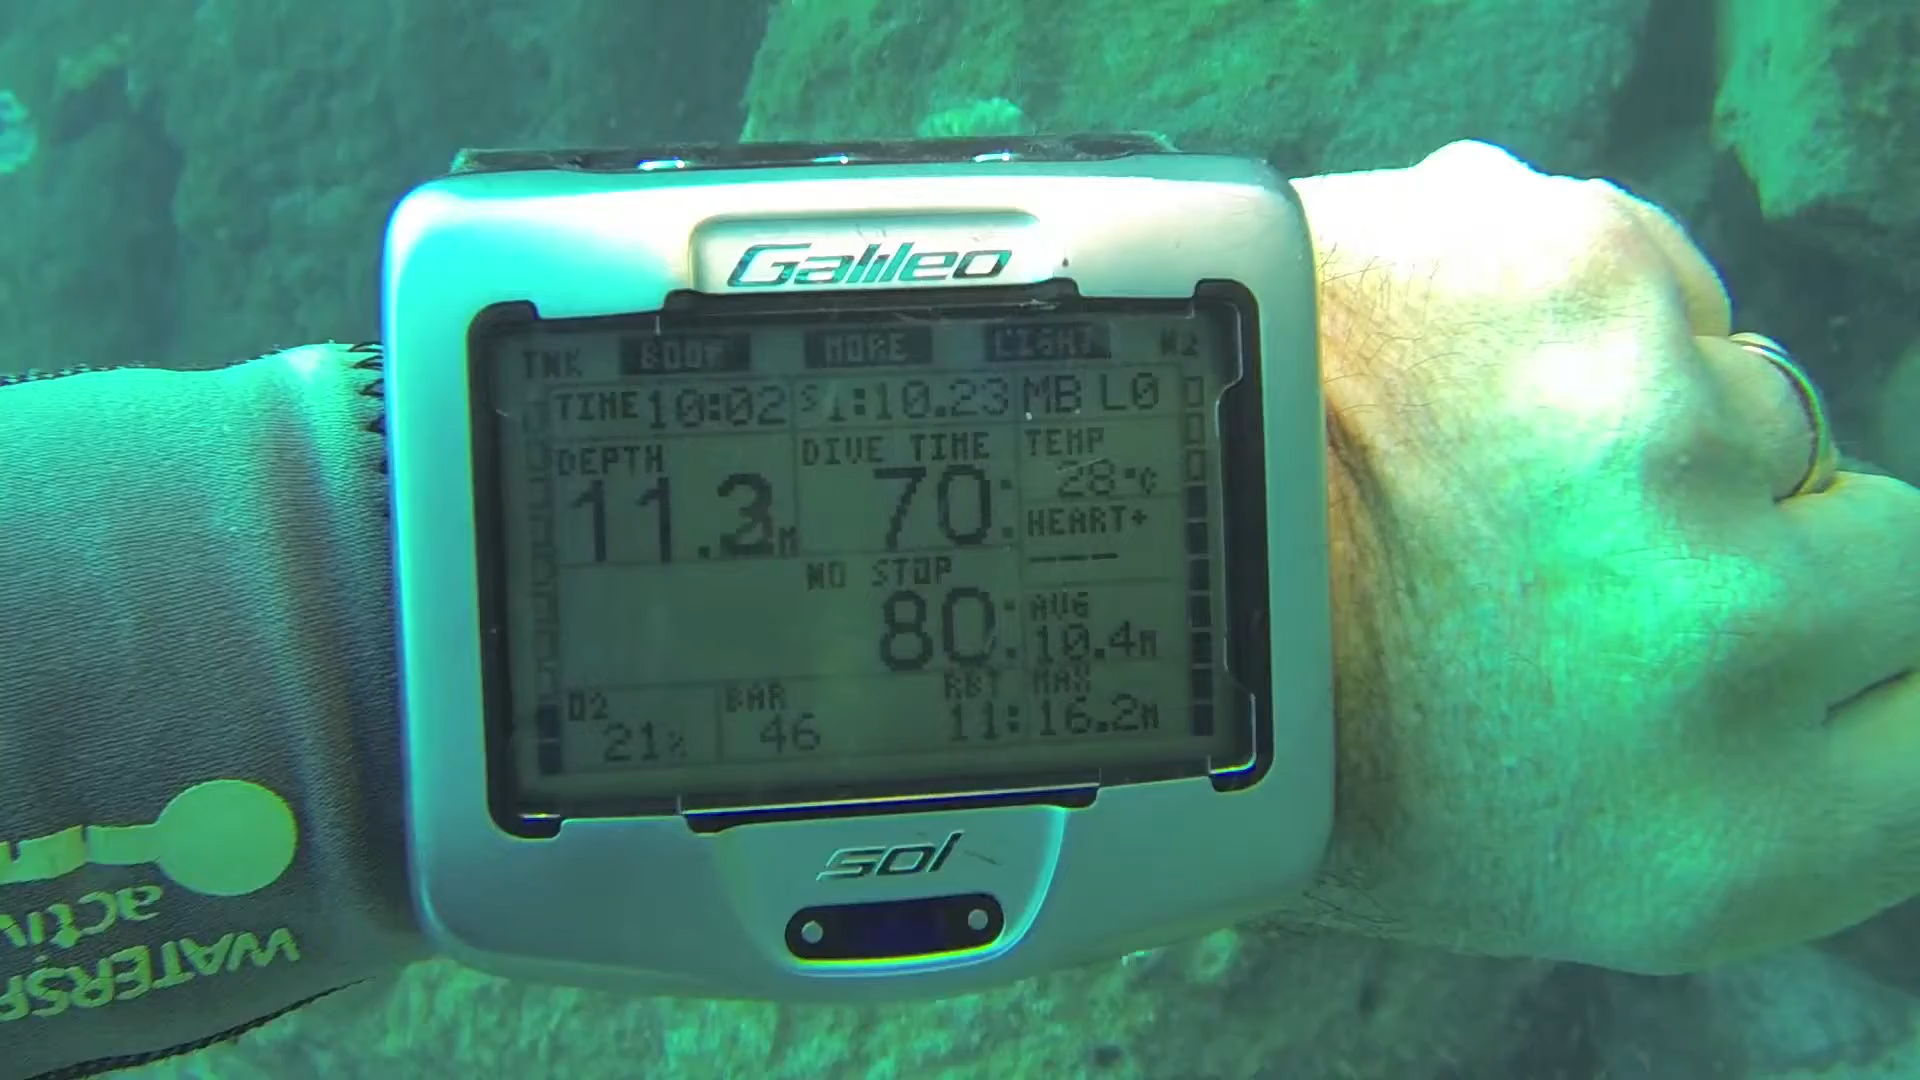 Galileo
TNK BOOK MORE LIGHT N2
TIME 10:02 S 1:10.23 MB L0
DEPTH DIVE TIME TEMP
11.3M 70: 28°C
HEART+
---
NO STOP
80: AVG
10.4M
O2 BAR RBT MAX
21% 46 11: 16.2M
sol
WATERSP
activ